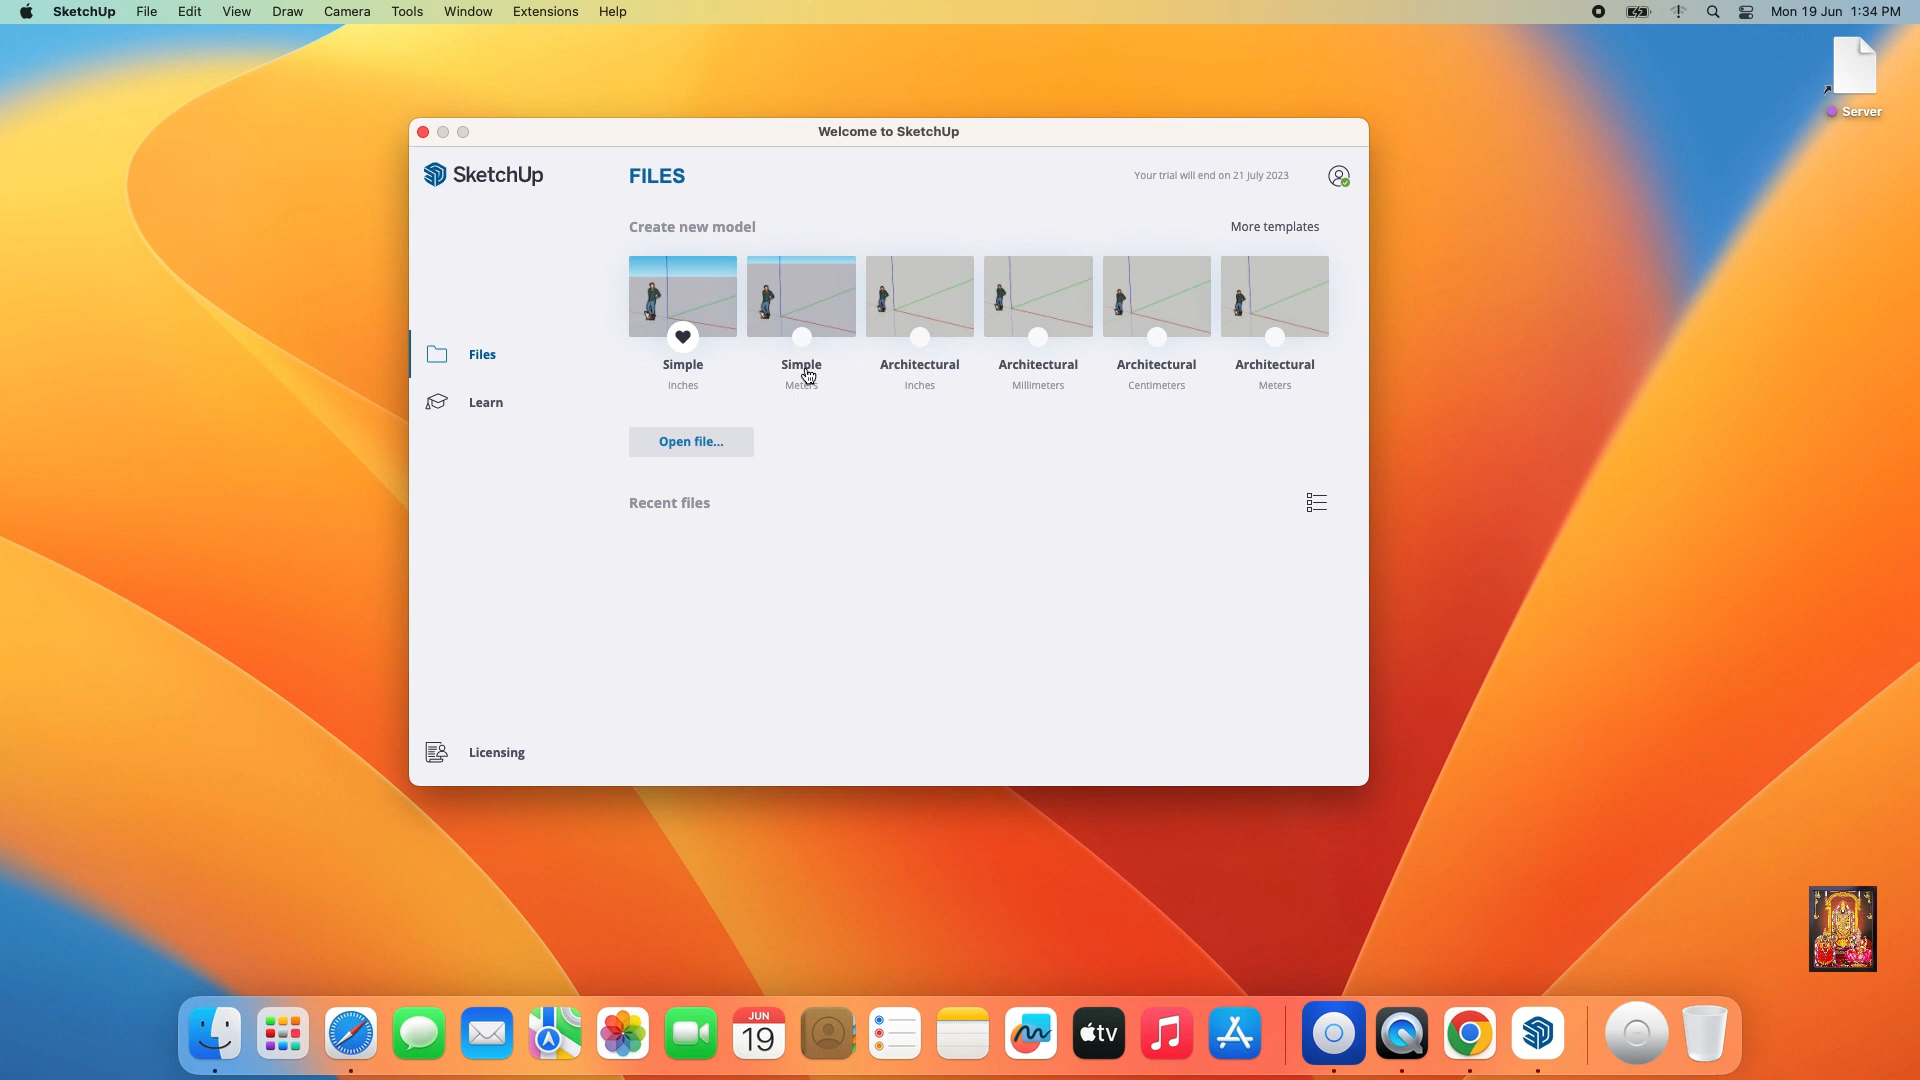 SketchUp File Edit View Draw Camera Tools Window Extensions Help Mon 19 Jun 1:34 PM
Server
Welcome to SketchUp
SketchUp
FILES
Your trial will end on 21 July 2023
Create new model
More templates
Simple
Inches
Simple
Meters
Architectural
Inches
Architectural
Millimeters
Architectural
Centimeters
Architectural
Meters
Files
Learn
Open file...
Recent files
Licensing
JUN
19
tv